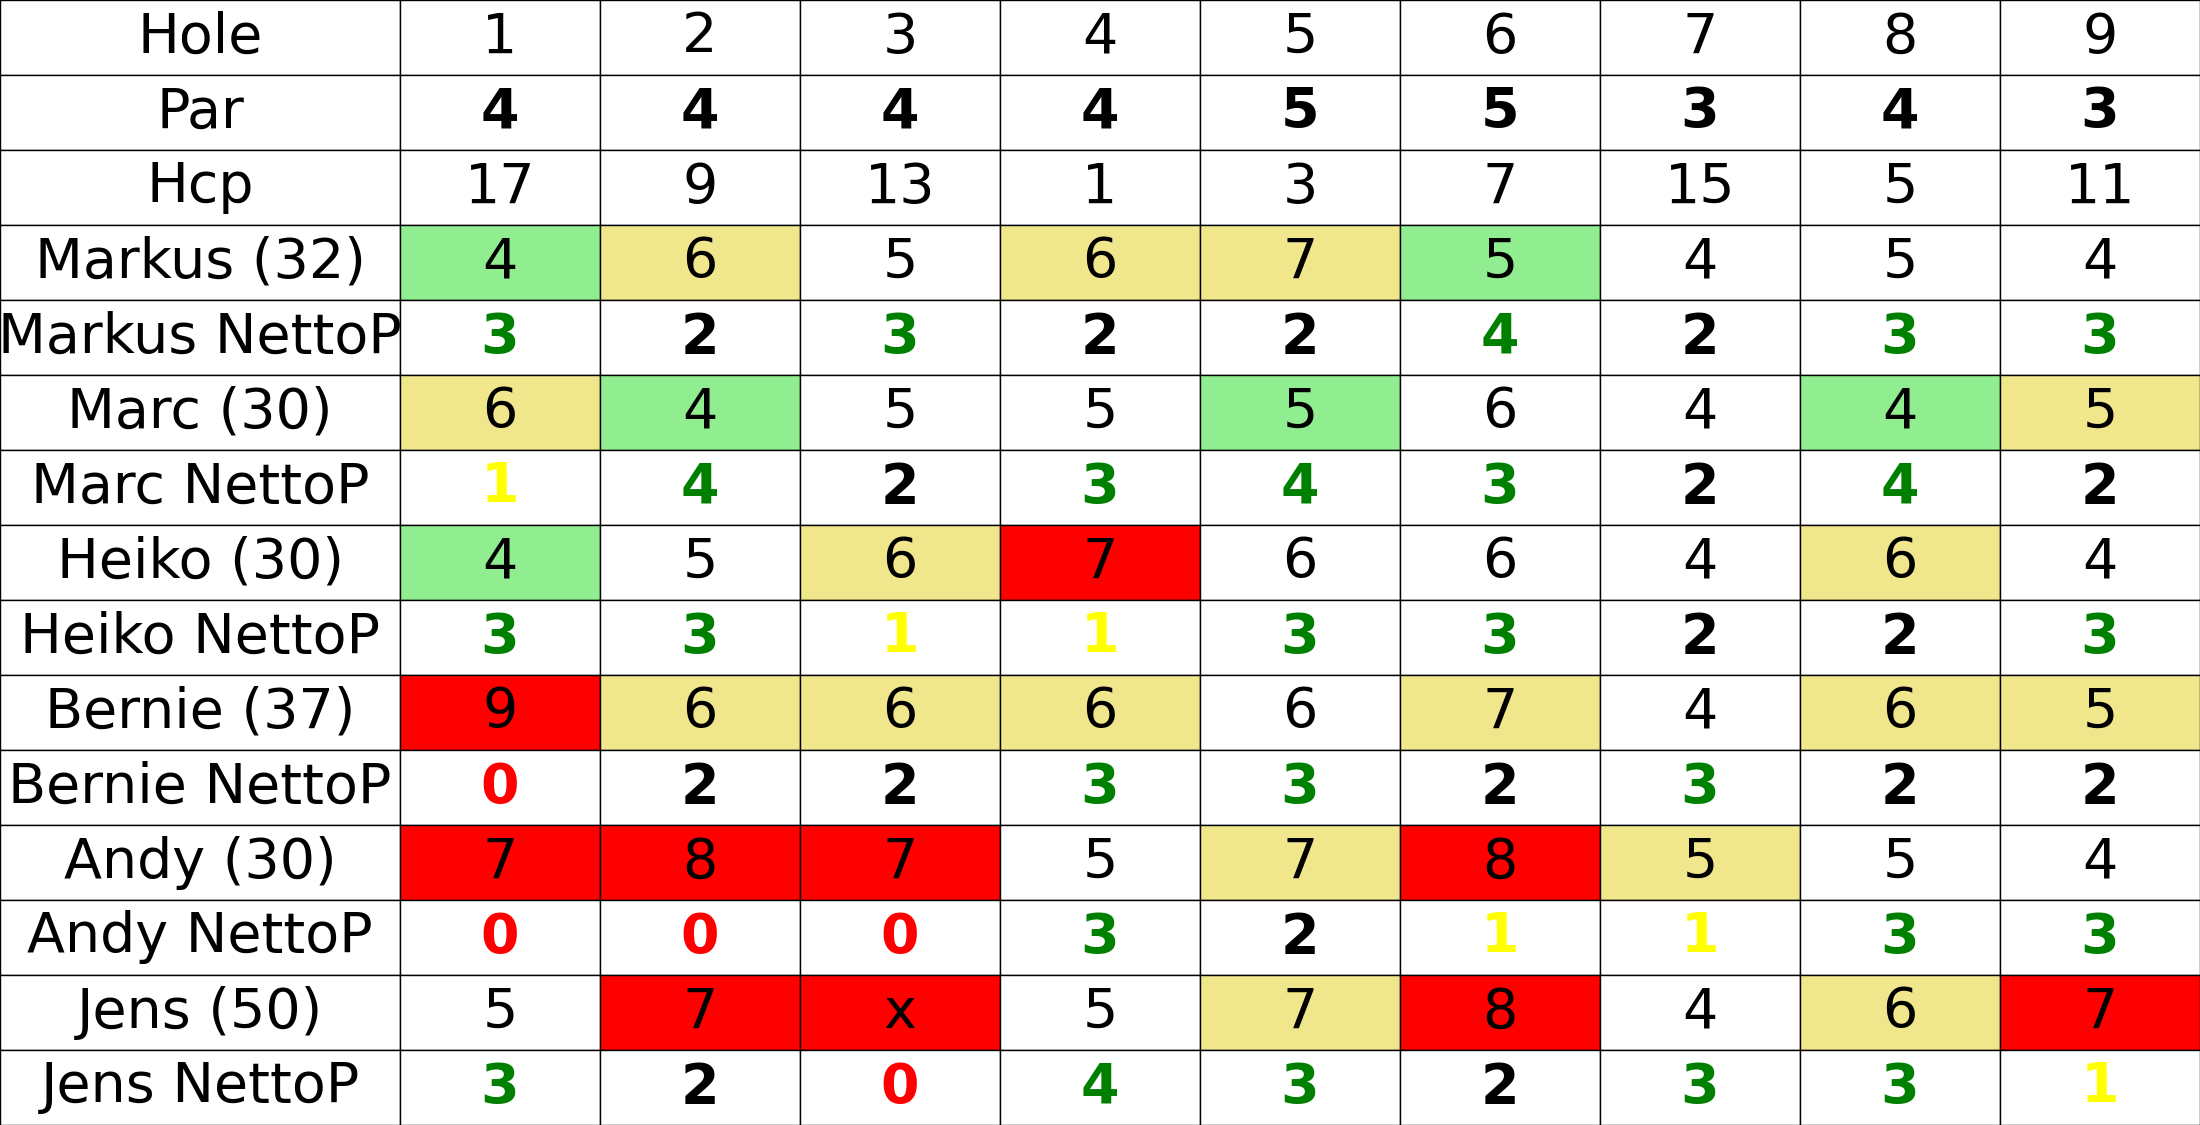 Hole 1 2 3 4 5 6 7 8 9
Par 4 4 4 4 5 5 3 4 3
Hcp 17 9 13 1 3 7 15 5 11
Markus (32) 4 6 5 6 7 5 4 5 4
Markus NettoP 3 2 3 2 2 4 2 3 3
Marc (30) 6 4 5 5 5 6 4 4 5
Marc NettoP 1 4 2 3 4 3 2 4 2
Heiko (30) 4 5 6 7 6 6 4 6 4
Heiko NettoP 3 3 1 1 3 3 2 2 3
Bernie (37) 9 6 6 6 6 7 4 6 5
Bernie NettoP 0 2 2 3 3 2 3 2 2
Andy (30) 7 8 7 5 7 8 5 5 4
Andy NettoP 0 0 0 3 2 1 1 3 3
Jens (50) 5 7 x 5 7 8 4 6 7
Jens NettoP 3 2 0 4 3 2 3 3 1